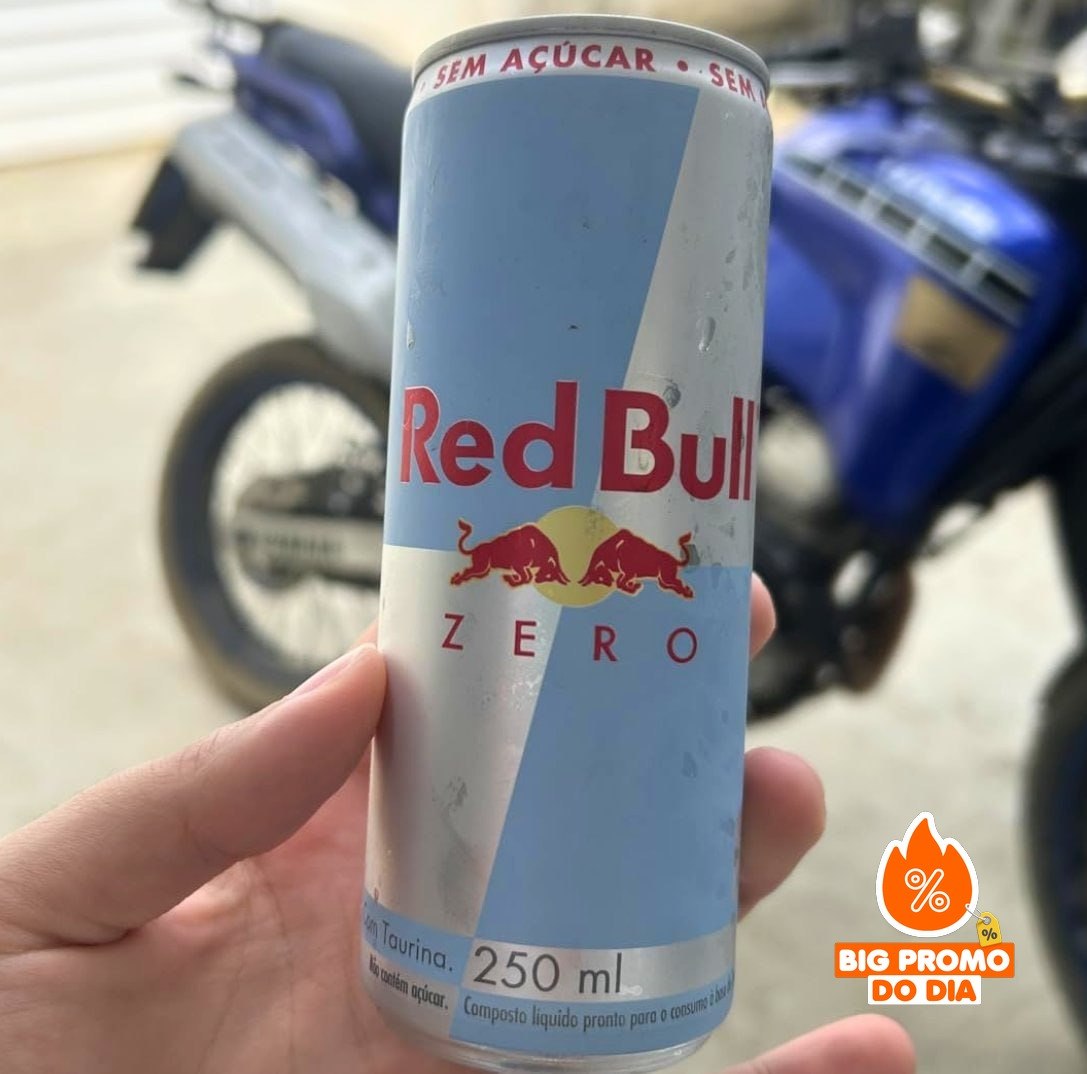 SEM AÇÚCAR • SEM
Red Bull
ZERO
com Taurina.
250 ml
Não contém açúcar.
Composto líquido pronto para o consumo à base
%
%
BIG PROMO
DO DIA